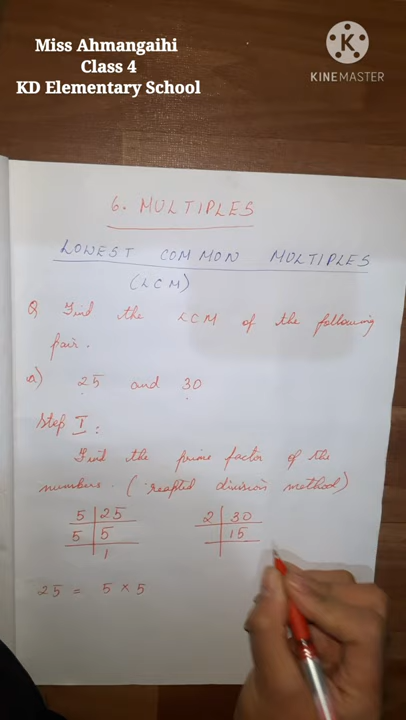 Miss Ahmangaihi
Class 4
KD Elementary School
K
KINEMASTER
6. MULTIPLES
LOWEST COMMON MULTIPLES
(LCM)
Q Find the LCM of the following
pair.
a) 25 and 30
Step I:
Find the prime factor of the
numbers. (reapted division method)
5 | 25 2 | 30
5 | 5 | 15
1
25 = 5 × 5